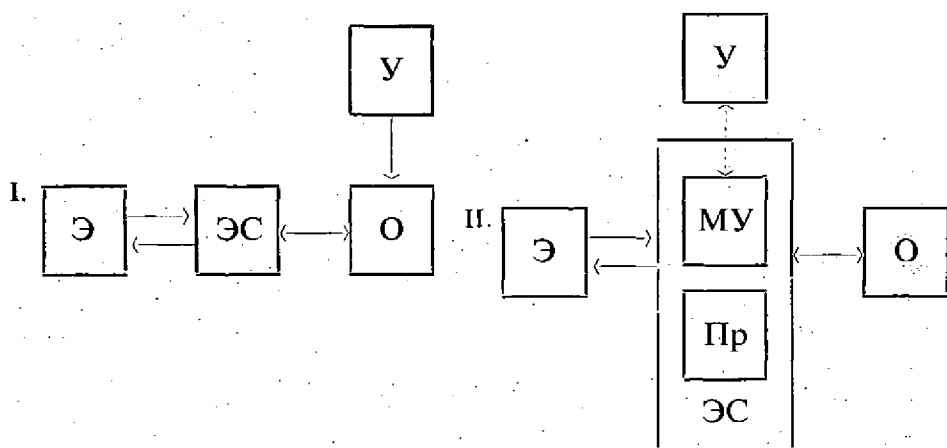 У
I. Э ЭС О
У
II. Э МУ О
Пр
ЭС